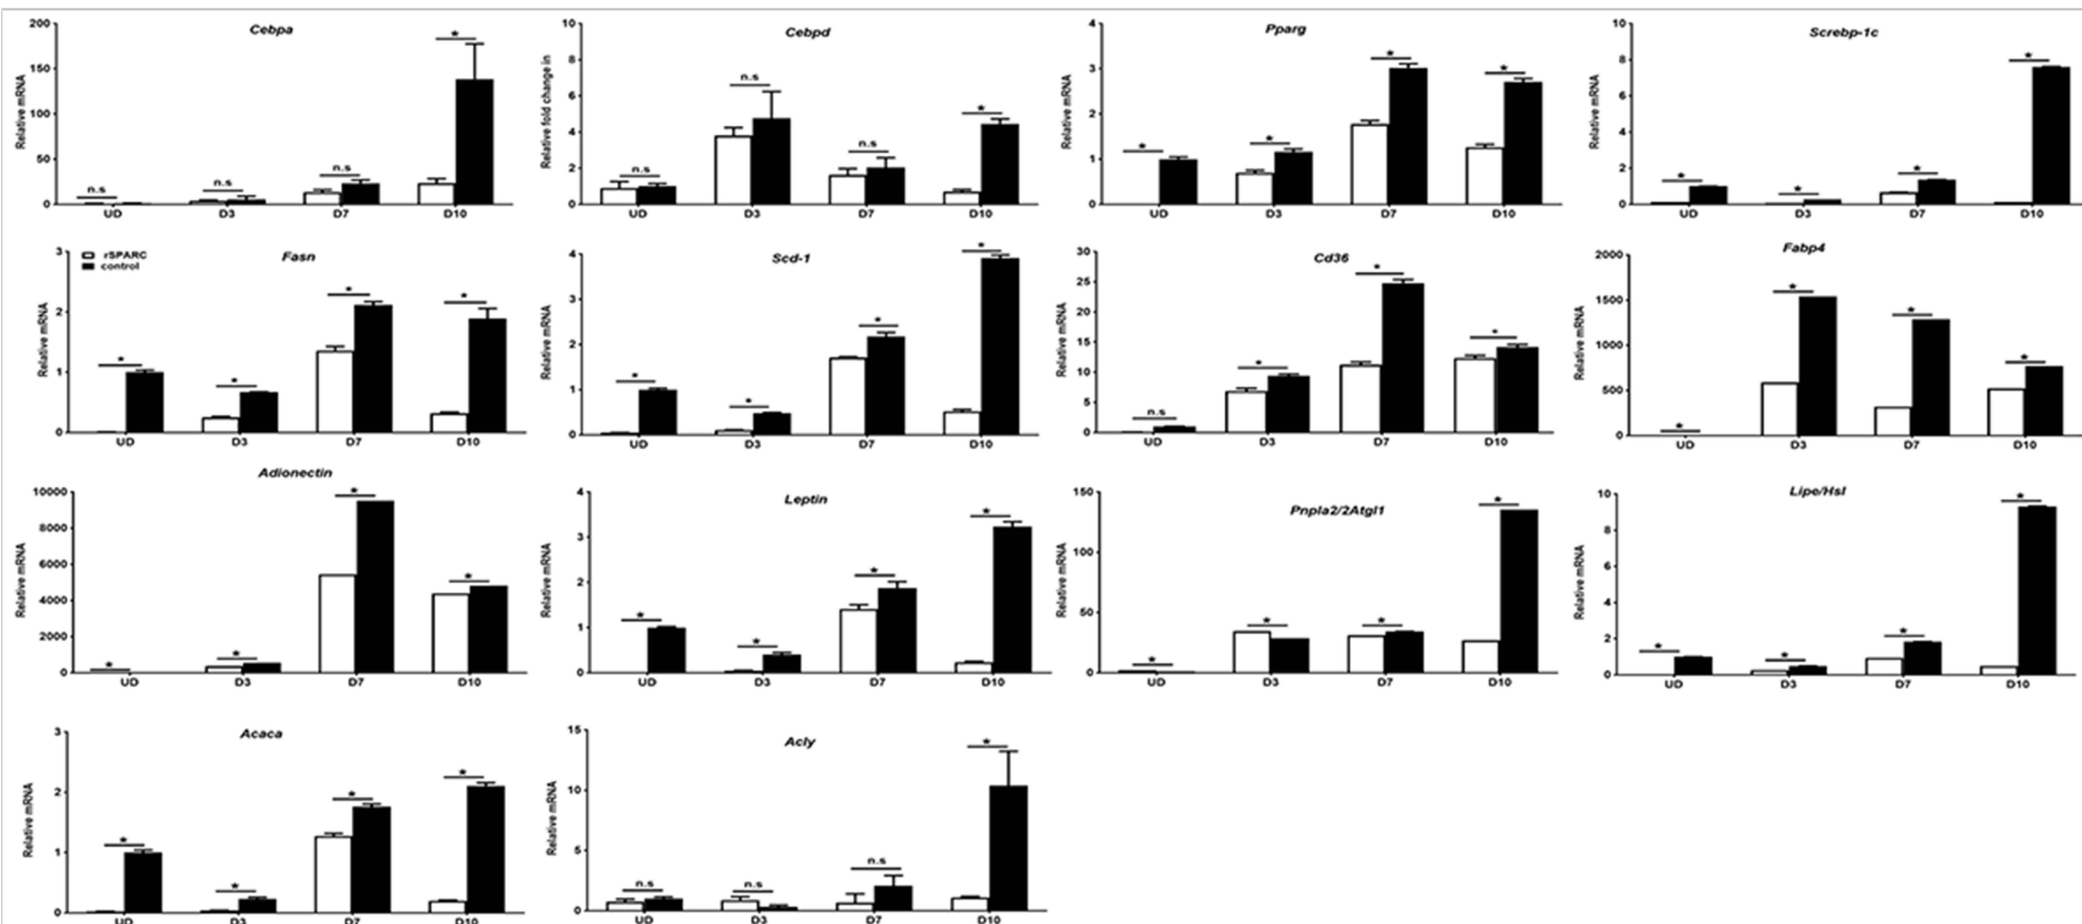 Cebpa
Relative mRNA
200
150
100
50
0
n.s
n.s
n.s
*
UD D3 D7 D10
Cebpd
Relative fold change in
10
8
6
4
2
0
n.s
n.s
n.s
*
UD D3 D7 D10
Pparg
Relative mRNA
4
3
2
1
0
*
*
*
*
UD D3 D7 D10
Screbp-1c
Relative mRNA
10
8
6
4
2
0
*
*
*
*
UD D3 D7 D10
Fasn
rSPARC
control
Relative mRNA
3
2
1
0
*
*
*
*
UD D3 D7 D10
Scd-1
Relative mRNA
4
3
2
1
0
*
*
*
*
UD D3 D7 D10
Cd36
Relative mRNA
30
25
20
15
10
5
0
n.s
*
*
*
UD D3 D7 D10
Fabp4
Relative mRNA
2000
1500
1000
500
0
*
*
*
*
UD D3 D7 D10
Adionectin
Relative mRNA
10000
8000
6000
4000
2000
0
*
*
*
*
UD D3 D7 D10
Leptin
Relative mRNA
4
3
2
1
0
*
*
*
*
UD D3 D7 D10
Pnpla2/2Atgl1
Relative mRNA
150
100
50
0
*
*
*
*
UD D3 D7 D10
Lipe/Hsl
Relative mRNA
10
8
6
4
2
0
*
*
*
*
UD D3 D7 D10
Acaca
Relative mRNA
3
2
1
0
*
*
*
*
UD D3 D7 D10
Acly
Relative mRNA
15
10
5
0
n.s
n.s
n.s
*
UD D3 D7 D10